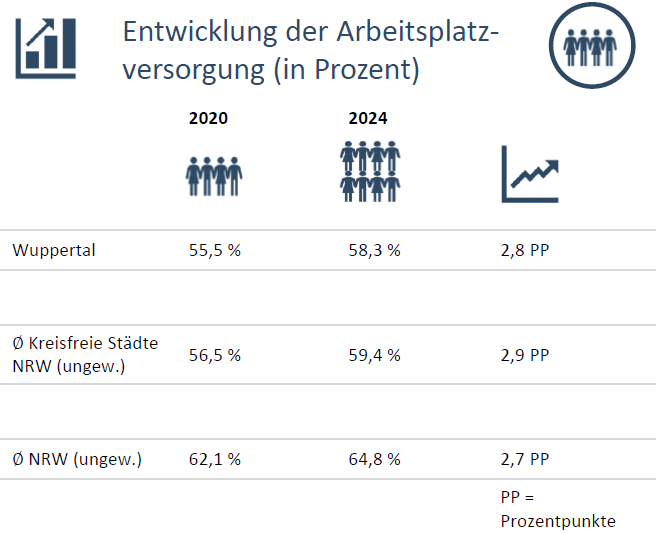 Entwicklung der Arbeitsplatz-
versorgung (in Prozent)
2020 2024
Wuppertal 55,5 % 58,3 % 2,8 PP
Ø Kreisfreie Städte
NRW (ungew.) 56,5 % 59,4 % 2,9 PP
Ø NRW (ungew.) 62,1 % 64,8 % 2,7 PP
PP =
Prozentpunkte